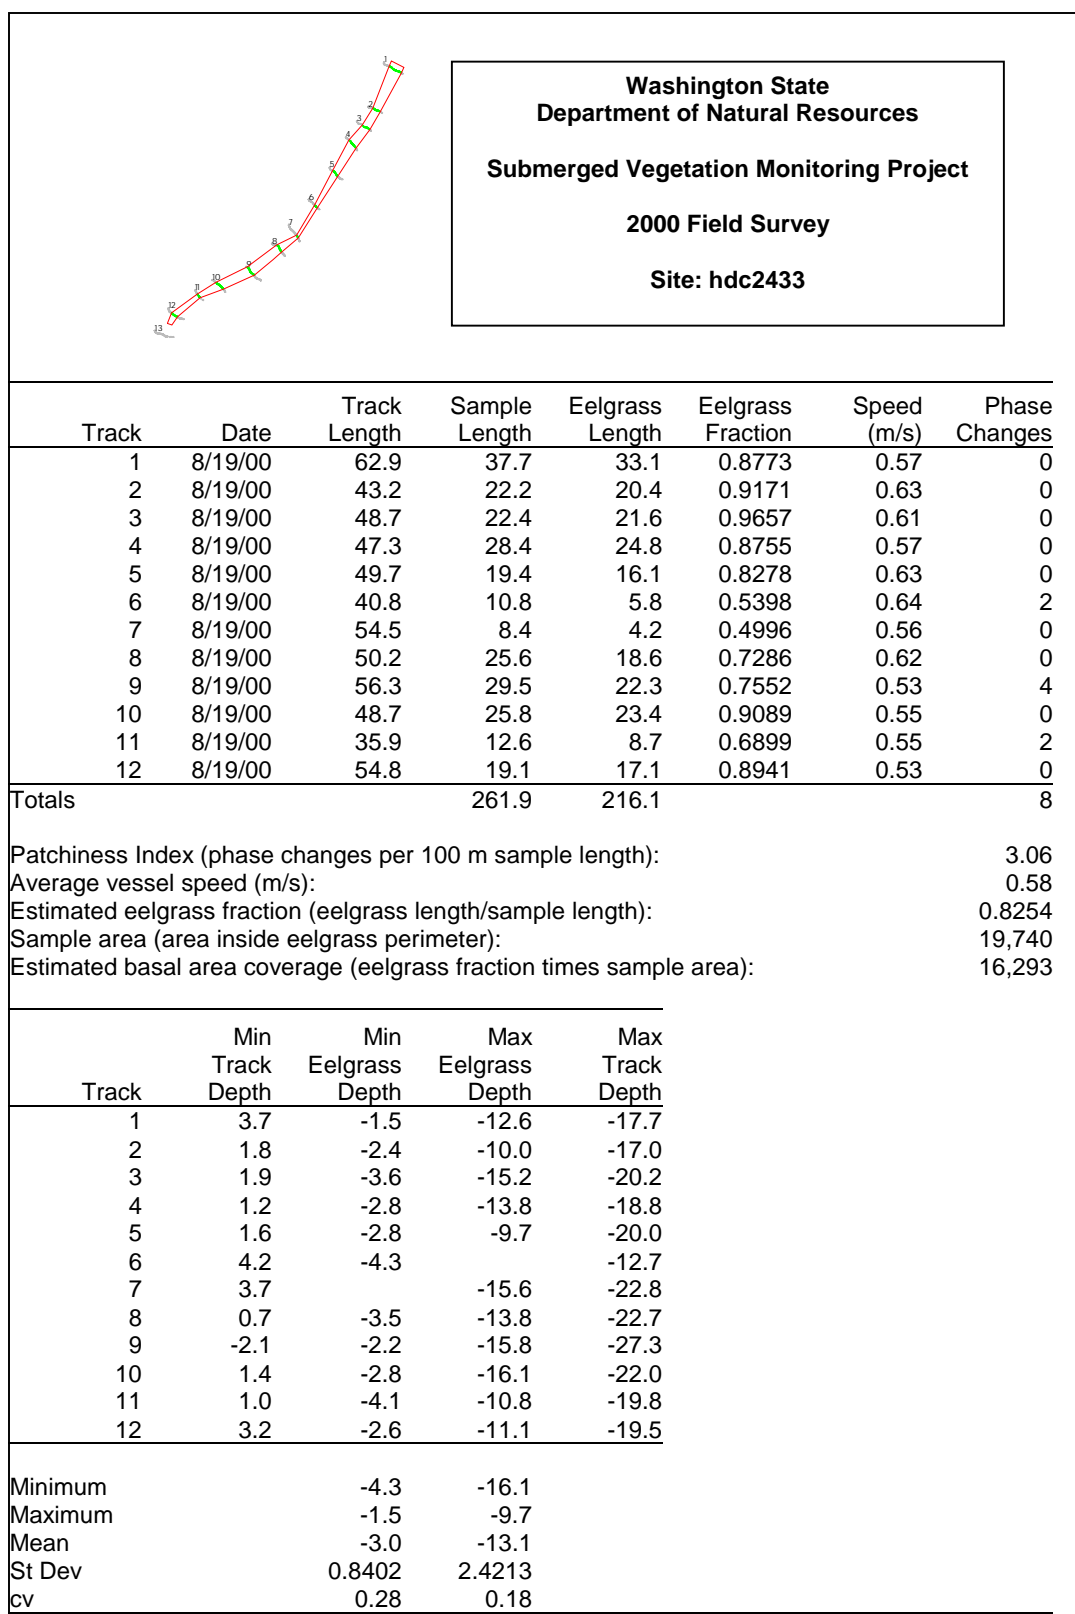 1
2
3
4
5
6
7
8
9
10
11
12
13
Washington State
Department of Natural Resources
Submerged Vegetation Monitoring Project
2000 Field Survey
Site: hdc2433
Track Sample Eelgrass Eelgrass Speed Phase
Track Date Length Length Length Fraction (m/s) Changes
1 8/19/00 62.9 37.7 33.1 0.8773 0.57 0
2 8/19/00 43.2 22.2 20.4 0.9171 0.63 0
3 8/19/00 48.7 22.4 21.6 0.9657 0.61 0
4 8/19/00 47.3 28.4 24.8 0.8755 0.57 0
5 8/19/00 49.7 19.4 16.1 0.8278 0.63 0
6 8/19/00 40.8 10.8 5.8 0.5398 0.64 2
7 8/19/00 54.5 8.4 4.2 0.4996 0.56 0
8 8/19/00 50.2 25.6 18.6 0.7286 0.62 0
9 8/19/00 56.3 29.5 22.3 0.7552 0.53 4
10 8/19/00 48.7 25.8 23.4 0.9089 0.55 0
11 8/19/00 35.9 12.6 8.7 0.6899 0.55 2
12 8/19/00 54.8 19.1 17.1 0.8941 0.53 0
Totals 261.9 216.1 8
Patchiness Index (phase changes per 100 m sample length): 3.06
Average vessel speed (m/s): 0.58
Estimated eelgrass fraction (eelgrass length/sample length): 0.8254
Sample area (area inside eelgrass perimeter): 19,740
Estimated basal area coverage (eelgrass fraction times sample area): 16,293
Min Min Max Max
Track Eelgrass Eelgrass Track
Track Depth Depth Depth Depth
1 3.7 -1.5 -12.6 -17.7
2 1.8 -2.4 -10.0 -17.0
3 1.9 -3.6 -15.2 -20.2
4 1.2 -2.8 -13.8 -18.8
5 1.6 -2.8 -9.7 -20.0
6 4.2 -4.3 -12.7
7 3.7 -15.6 -22.8
8 0.7 -3.5 -13.8 -22.7
9 -2.1 -2.2 -15.8 -27.3
10 1.4 -2.8 -16.1 -22.0
11 1.0 -4.1 -10.8 -19.8
12 3.2 -2.6 -11.1 -19.5
Minimum -4.3 -16.1
Maximum -1.5 -9.7
Mean -3.0 -13.1
St Dev 0.8402 2.4213
cv 0.28 0.18